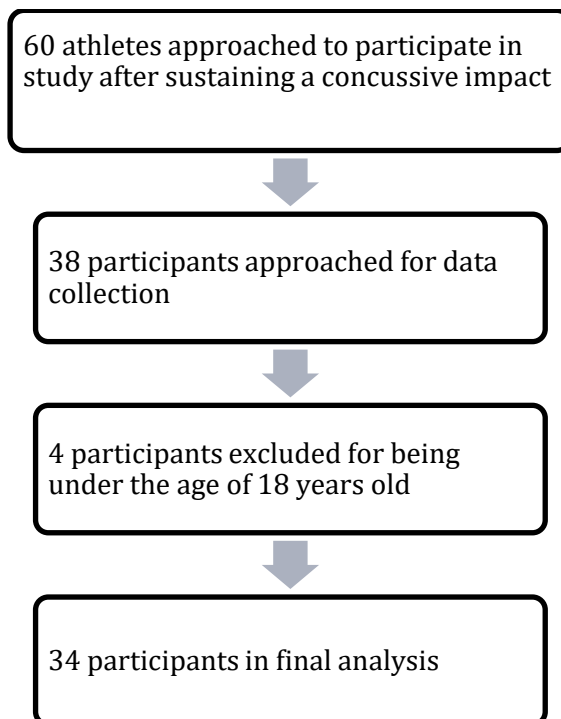 60 athletes approached to participate in
study after sustaining a concussive impact
38 participants approached for data
collection
4 participants excluded for being
under the age of 18 years old
34 participants in final analysis